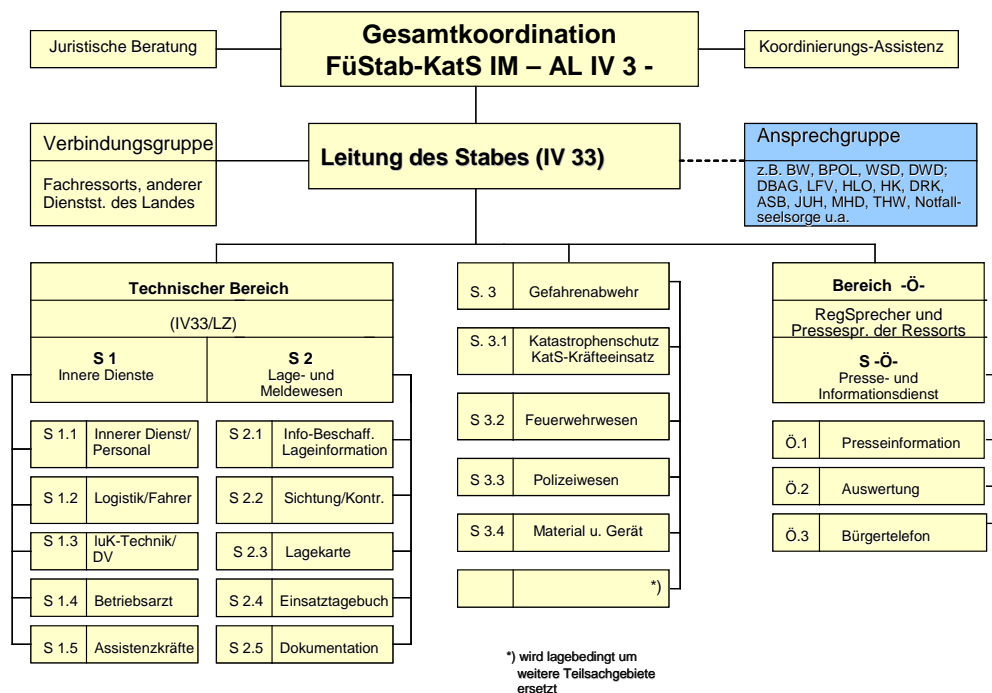 Juristische Beratung
Gesamtkoordination
FüStab-KatS IM – AL IV 3 -
Koordinierungs-Assistenz
Verbindungsgruppe
Fachressorts, anderer
Dienstst. des Landes
Leitung des Stabes (IV 33)
Ansprechgruppe
z.B. BW, BPOL, WSD, DWD;
DBAG, LFV, HLO, HK, DRK,
ASB, JUH, MHD, THW, Notfall-
seelsorge u.a.
Technischer Bereich
(IV33/LZ)
S 1
Innere Dienste
S 2
Lage- und
Meldewesen
S 1.1 Innerer Dienst/
Personal
S 1.2 Logistik/Fahrer
S 1.3 IuK-Technik/
DV
S 1.4 Betriebsarzt
S 1.5 Assistenzkräfte
S 2.1 Info-Beschaff.
Lageinformation
S 2.2 Sichtung/Kontr.
S 2.3 Lagekarte
S 2.4 Einsatztagebuch
S 2.5 Dokumentation
S. 3 Gefahrenabwehr
S. 3.1 Katastrophenschutz
KatS-Kräfteeinsatz
S 3.2 Feuerwehrwesen
S 3.3 Polizeiwesen
S 3.4 Material u. Gerät
*)
*) wird lagebedingt um
weitere Teilsachgebiete
ersetzt
Bereich -Ö-
RegSprecher und
Pressespr. der Ressorts
S -Ö-
Presse- und
Informationsdienst
Ö.1 Presseinformation
Ö.2 Auswertung
Ö.3 Bürgertelefon